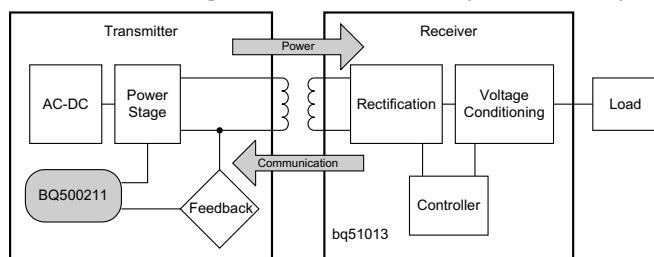 Transmitter
Power
Receiver
AC-DC
Power
Stage
Rectification
Voltage
Conditioning
Load
Communication
BQ500211
Feedback
Controller
bq51013